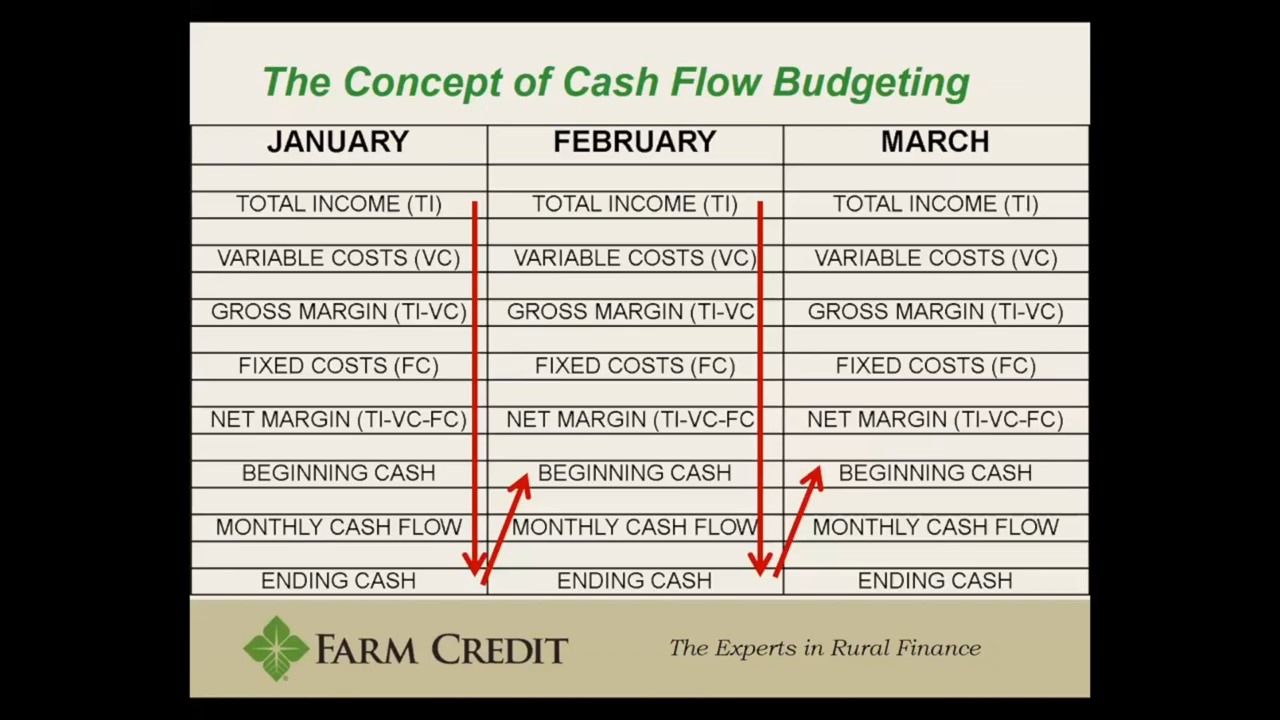 The Concept of Cash Flow Budgeting
JANUARY FEBRUARY MARCH
TOTAL INCOME (TI) TOTAL INCOME (TI) TOTAL INCOME (TI)
VARIABLE COSTS (VC) VARIABLE COSTS (VC) VARIABLE COSTS (VC)
GROSS MARGIN (TI-VC) GROSS MARGIN (TI-VC GROSS MARGIN (TI-VC)
FIXED COSTS (FC) FIXED COSTS (FC) FIXED COSTS (FC)
NET MARGIN (TI-VC-FC) NET MARGIN (TI-VC-FC NET MARGIN (TI-VC-FC)
BEGINNING CASH BEGINNING CASH BEGINNING CASH
MONTHLY CASH FLOW MONTHLY CASH FLOW MONTHLY CASH FLOW
ENDING CASH ENDING CASH ENDING CASH
FARM CREDIT The Experts in Rural Finance